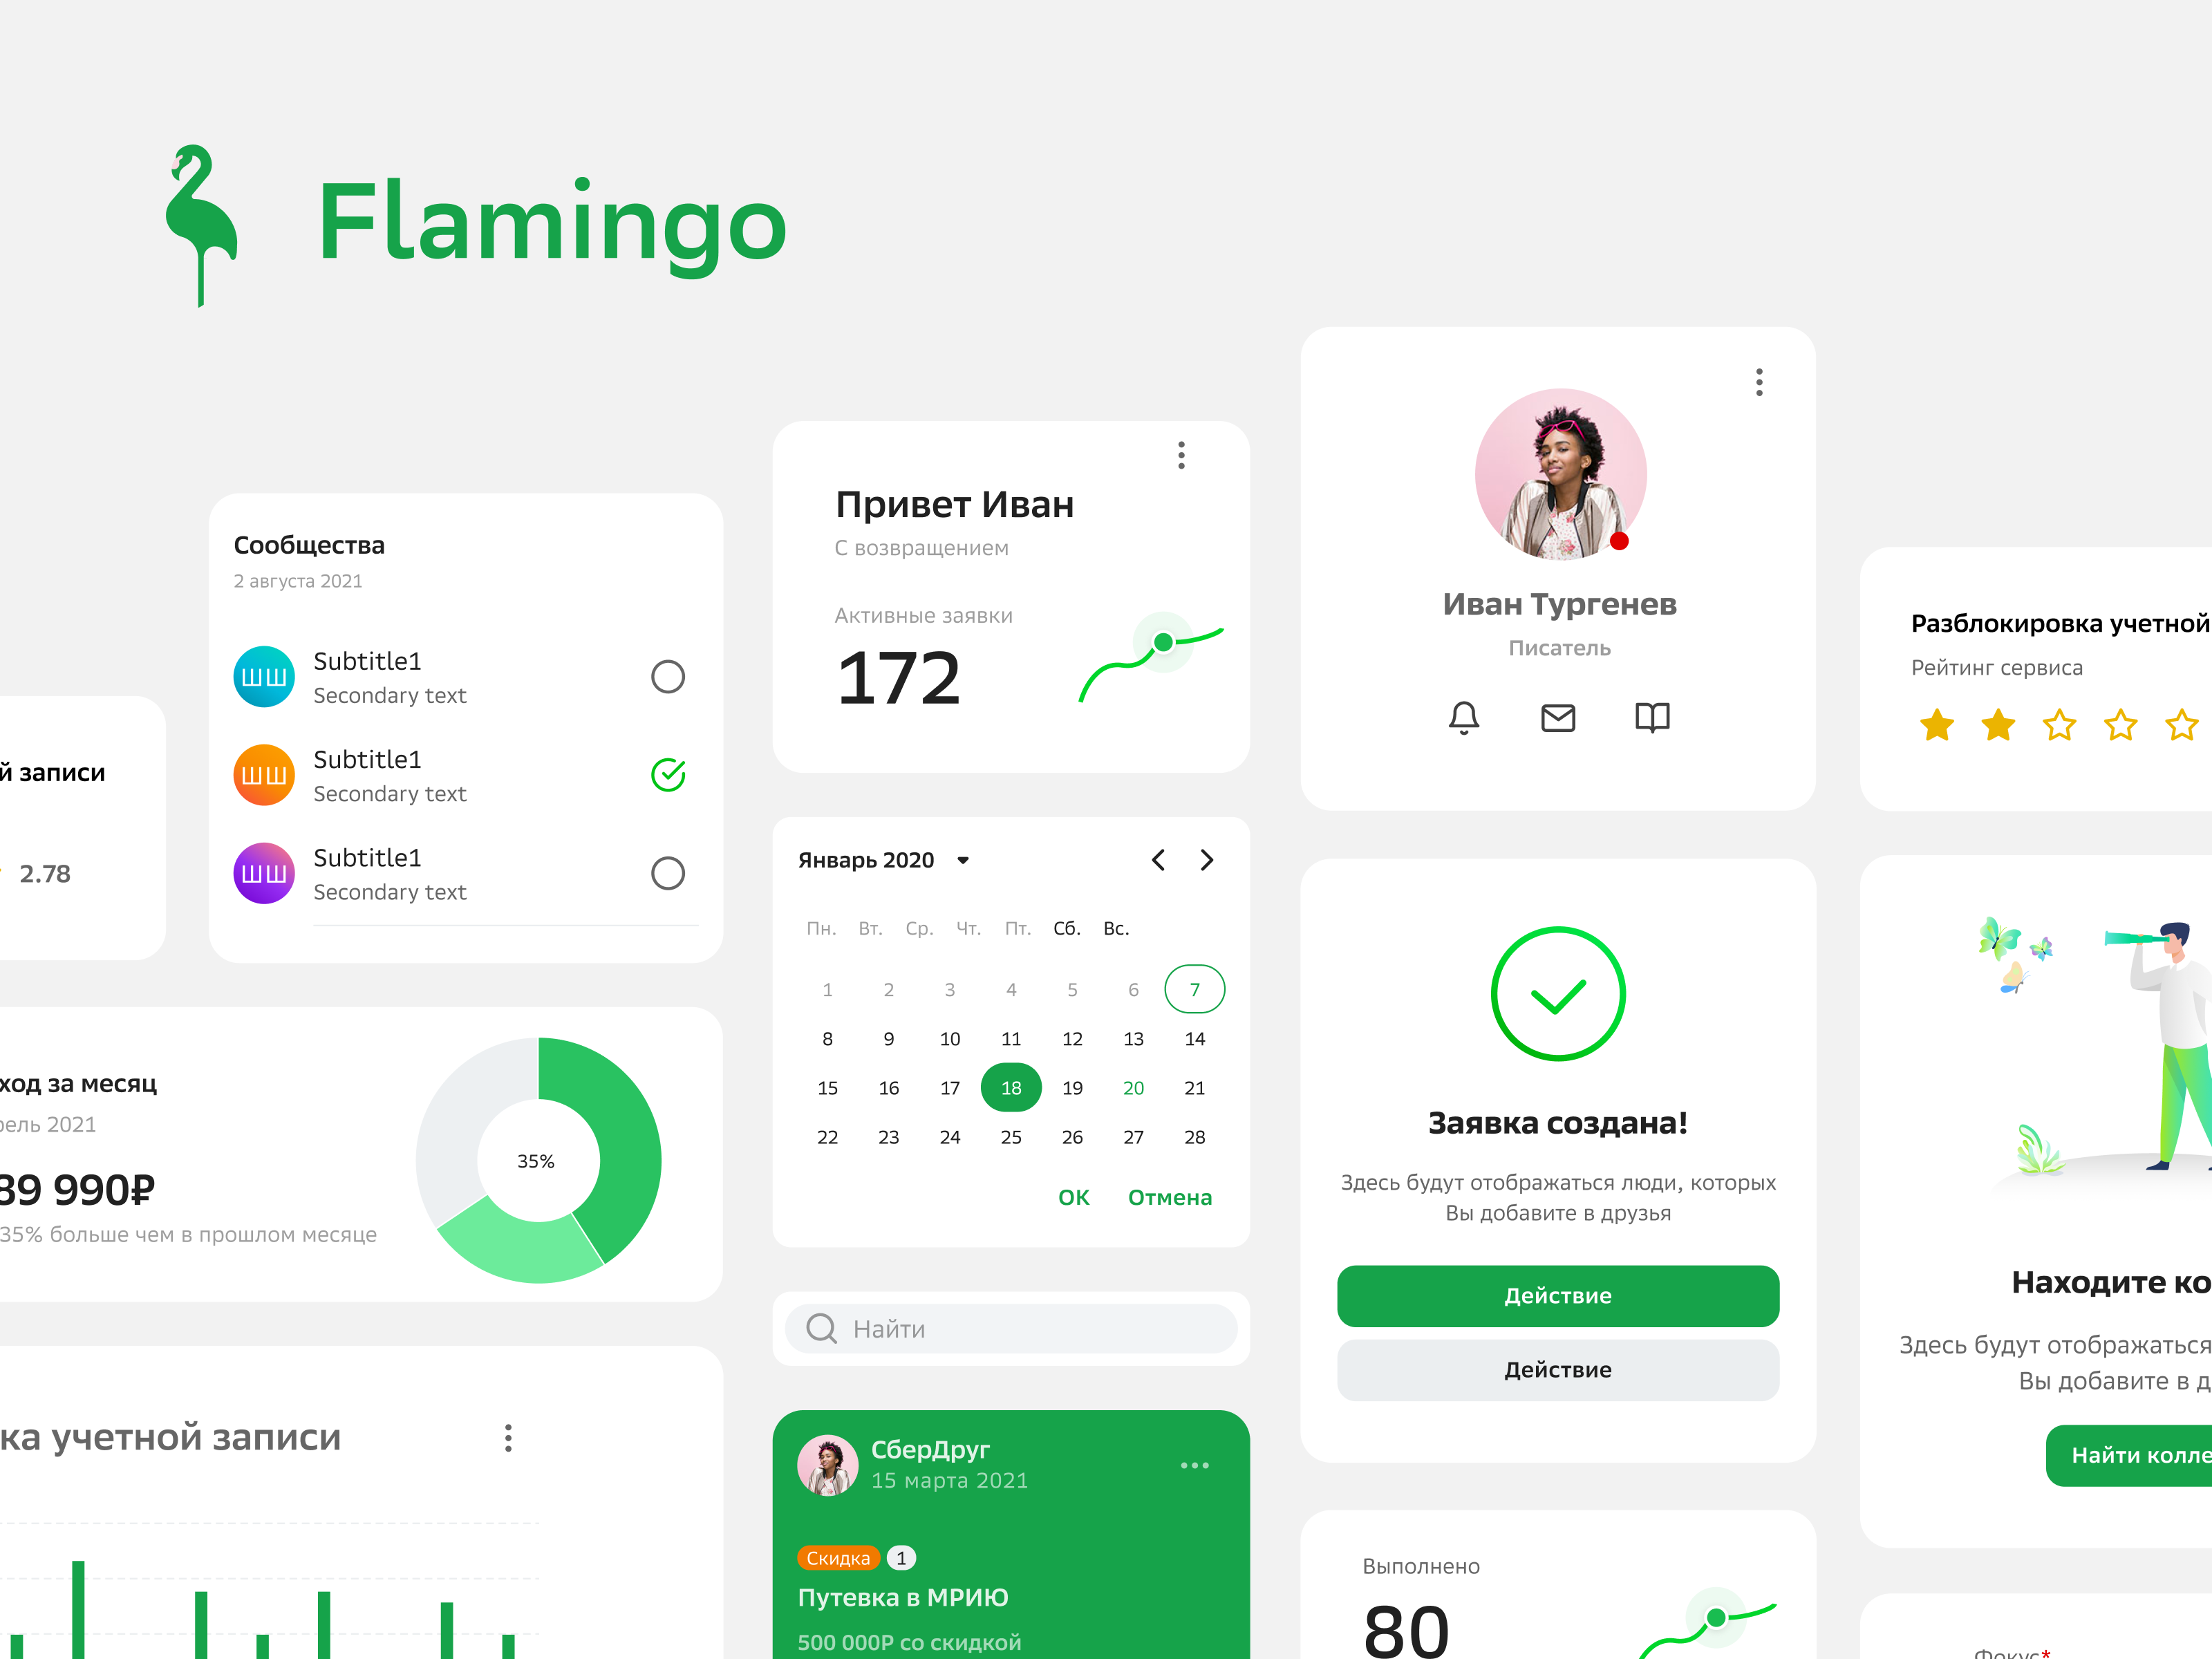 Flamingo
й записи
2.78
Сообщества
2 августа 2021
ШШ
Subtitle1
Secondary text
ШШ
Subtitle1
Secondary text
ШШ
Subtitle1
Secondary text
ход за месяц
рель 2021
89 990₽
35% больше чем в прошлом месяце
35%
ка учетной записи
Привет Иван
С возвращением
Активные заявки
172
Январь 2020
Пн. Вт. Ср. Чт. Пт. Сб. Вс.
1 2 3 4 5 6 7
8 9 10 11 12 13 14
15 16 17 18 19 20 21
22 23 24 25 26 27 28
OK Отмена
Найти
СберДруг
15 марта 2021
Скидка 1
Путевка в МРИЮ
500 000Р со скидкой
Иван Тургенев
Писатель
Заявка создана!
Здесь будут отображаться люди, которых
Вы добавите в друзья
Действие
Действие
Выполнено
80
Разблокировка учетной
Рейтинг сервиса
Находите ко
Здесь будут отображаться
Вы добавите в д
Найти колле
Фокус*